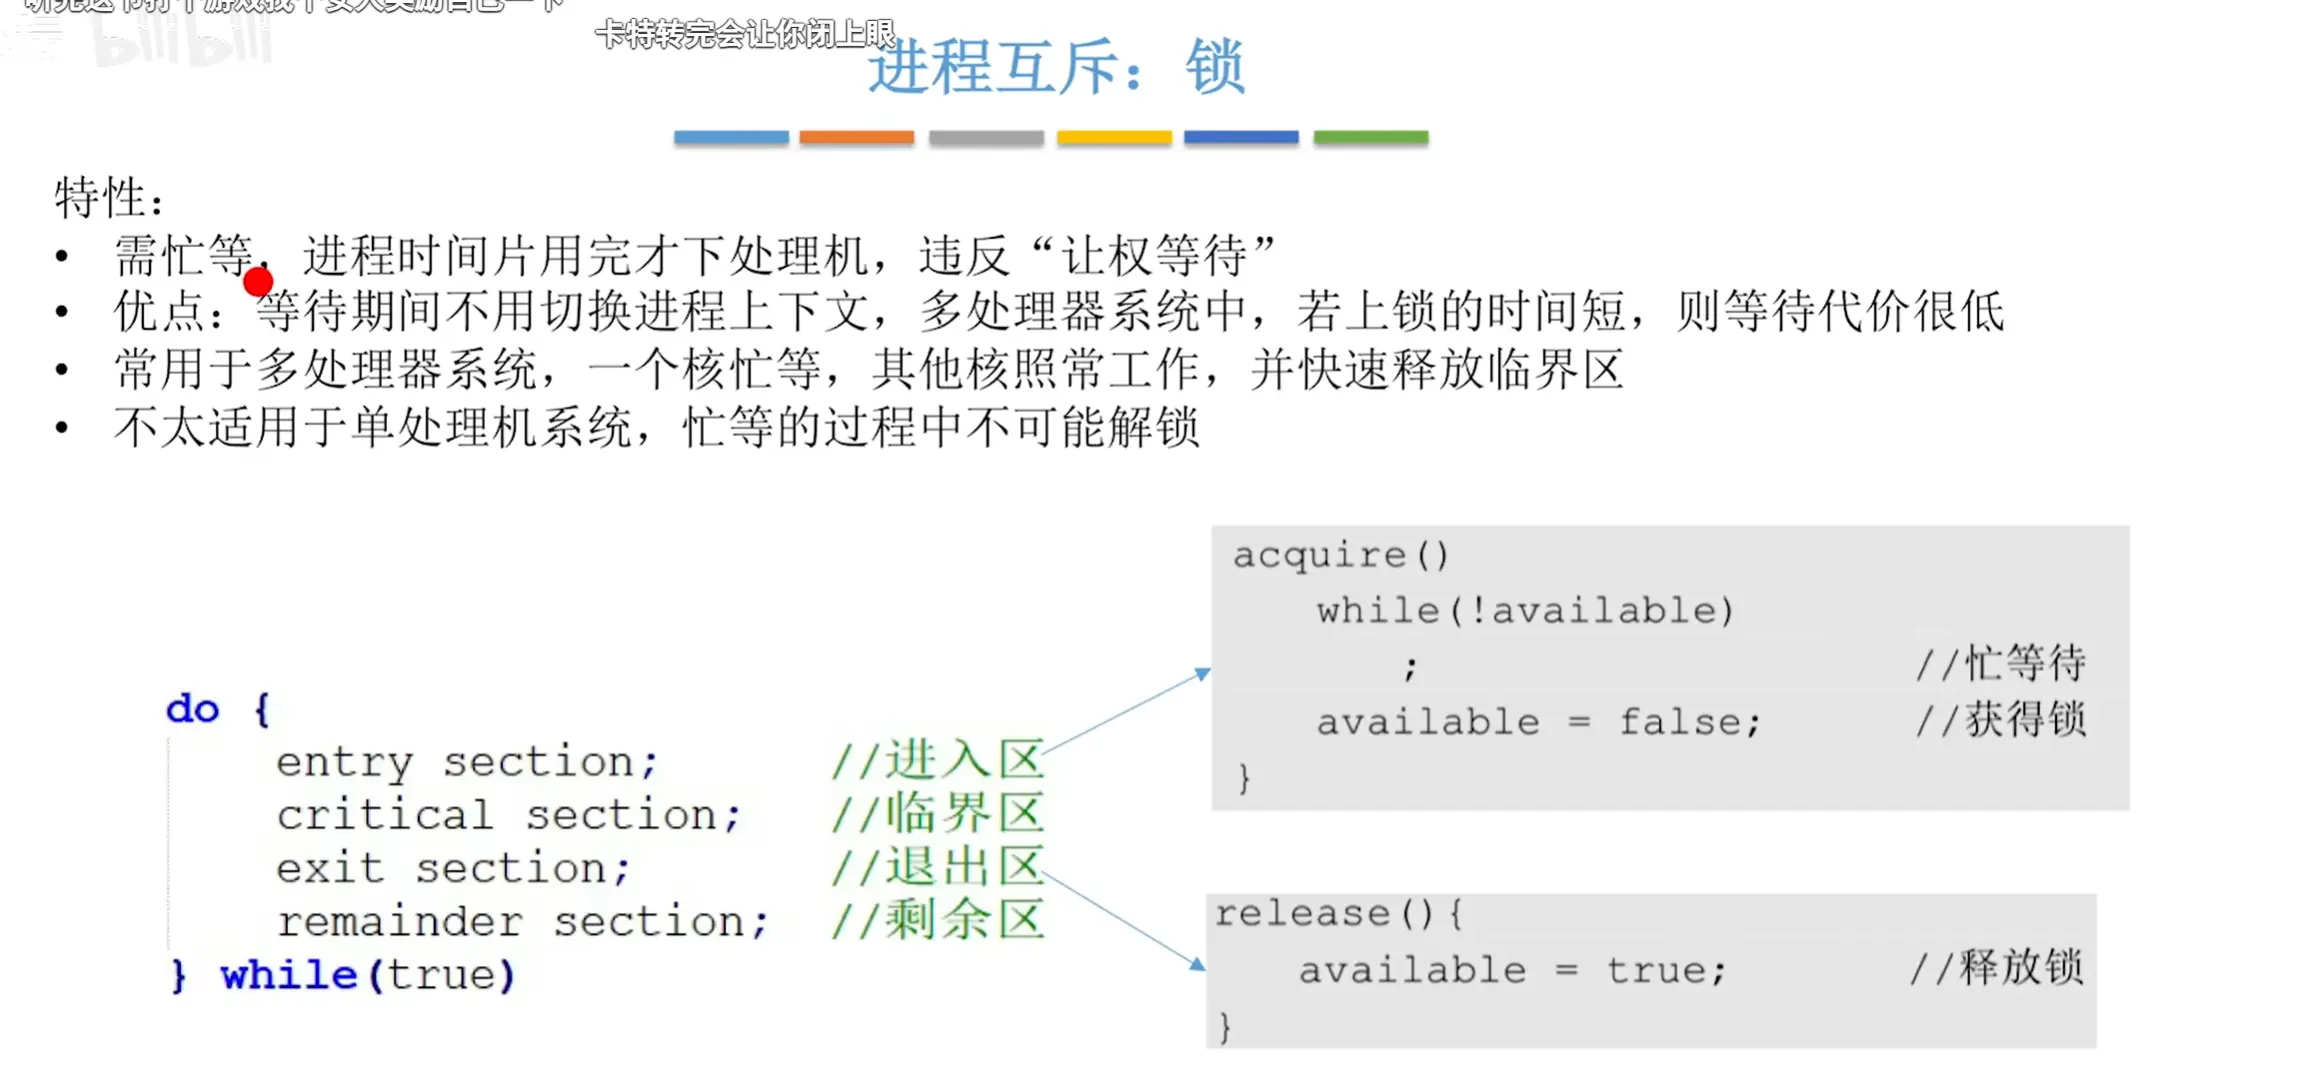 卡特转完会让你闭上眼
bilibili
进程互斥：锁
特性：
• 需忙等，进程时间片用完才下处理机，违反“让权等待”
• 优点：等待期间不用切换进程上下文，多处理器系统中，若上锁的时间短，则等待代价很低
• 常用于多处理器系统，一个核忙等，其他核照常工作，并快速释放临界区
• 不太适用于单处理机系统，忙等的过程中不可能解锁
do {
entry section; //进入区
critical section; //临界区
exit section; //退出区
remainder section; //剩余区
} while(true)
acquire()
while(!available)
; //忙等待
available = false; //获得锁
}
release(){
available = true; //释放锁
}